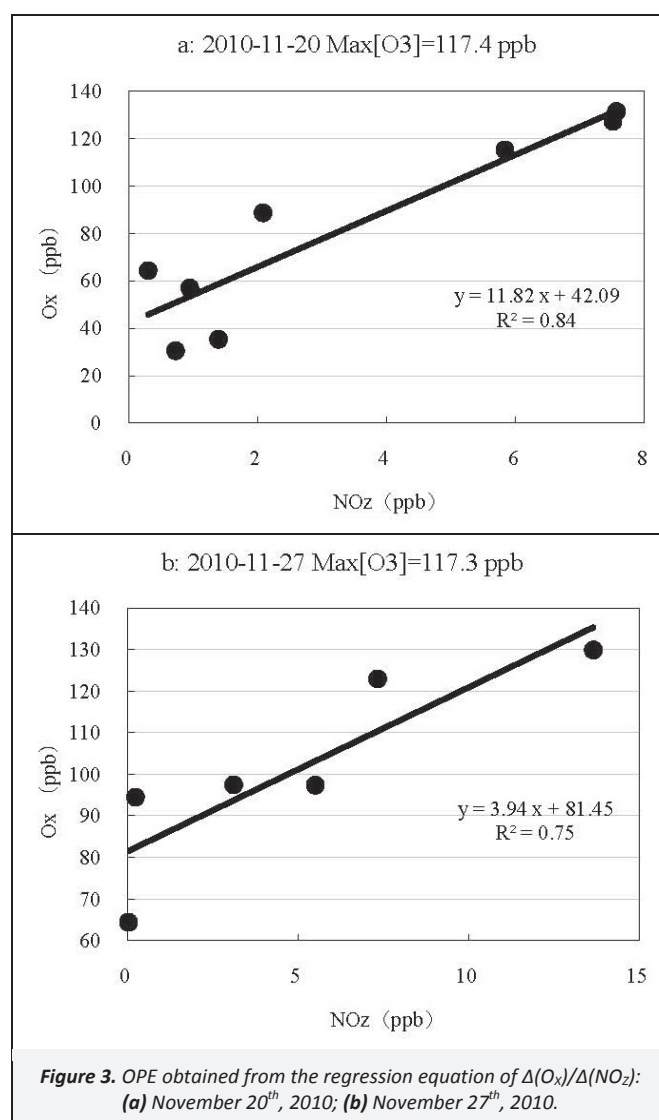 a: 2010-11-20 Max[O3]=117.4 ppb
140
120
100
80
60
40
20
0
Ox （ppb）
y = 11.82 x + 42.09
R² = 0.84
0 2 4 6 8
NOz（ppb）
b: 2010-11-27 Max[O3]=117.3 ppb
140
130
120
110
100
90
80
70
60
Ox （ppb）
y = 3.94 x + 81.45
R² = 0.75
0 5 10 15
NOz（ppb）
Figure 3. OPE obtained from the regression equation of Δ(Oₓ)/Δ(NO_Z):
(a) November 20ᵗʰ, 2010; (b) November 27ᵗʰ, 2010.